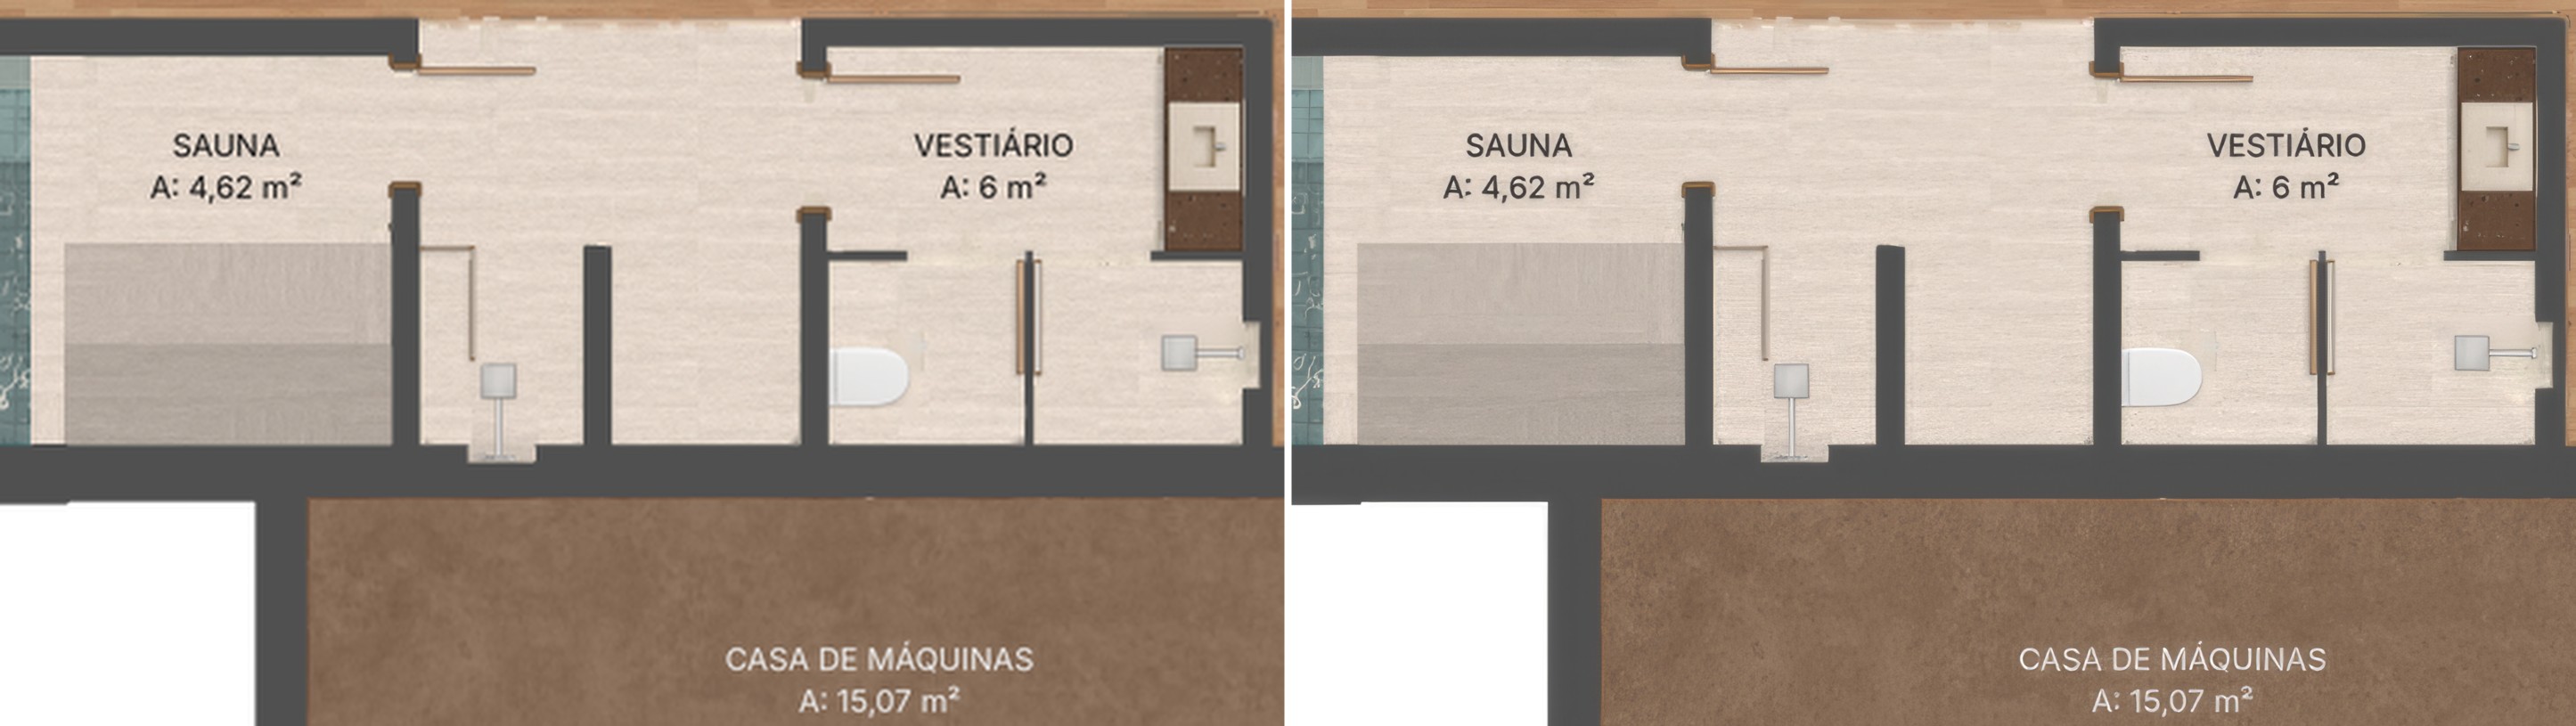 SAUNA
A: 4,62 m²
VESTIÁRIO
A: 6 m²
CASA DE MÁQUINAS
A: 15,07 m²
SAUNA
A: 4,62 m²
VESTIÁRIO
A: 6 m²
CASA DE MÁQUINAS
A: 15,07 m²